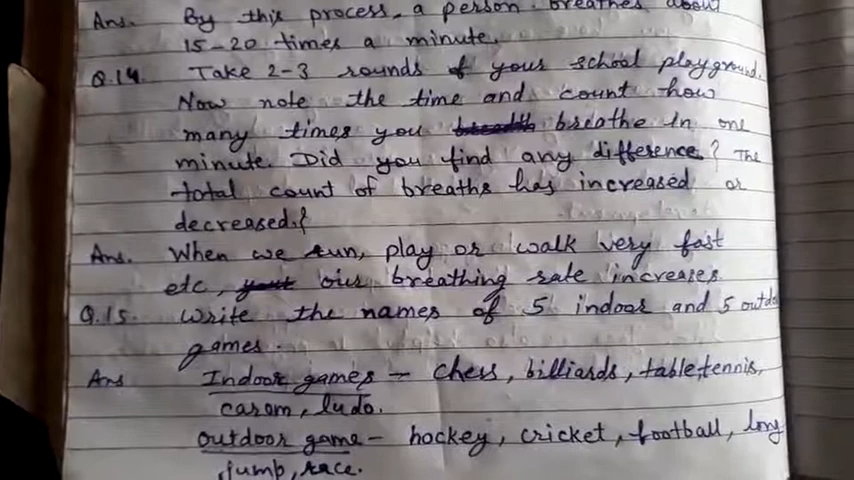 Ans. By this process, a person breathes about
15-20 times a minute.
Q.14. Take 2-3 rounds of your school playground.
Now note the time and count how
many times you breathe in one
minute. Did you find any difference? The
total count of breaths has increased or
decreased?
Ans. When we run, play or walk very fast
etc, our breathing rate increases
Q.15. Write the names of 5 indoor and 5 outdo
games.
Ans Indoor games - chess, billiards, table tennis,
carom, ludo.
Outdoor game - hockey, cricket, football, long
jump, race.